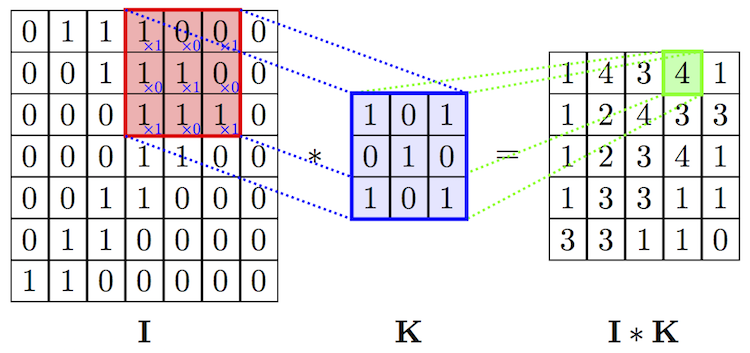 0 1 1 1×1 0×0 0×1 0
0 0 1 1×0 1×1 0×0 0
0 0 0 1×1 1×0 1×1 0
0 0 0 1 1 0 0
0 0 1 1 0 0 0
0 1 1 0 0 0 0
1 1 0 0 0 0 0
I
*
1 0 1
0 1 0
1 0 1
K
=
1 4 3 4 1
1 2 4 3 3
1 2 3 4 1
1 3 3 1 1
3 3 1 1 0
I * K